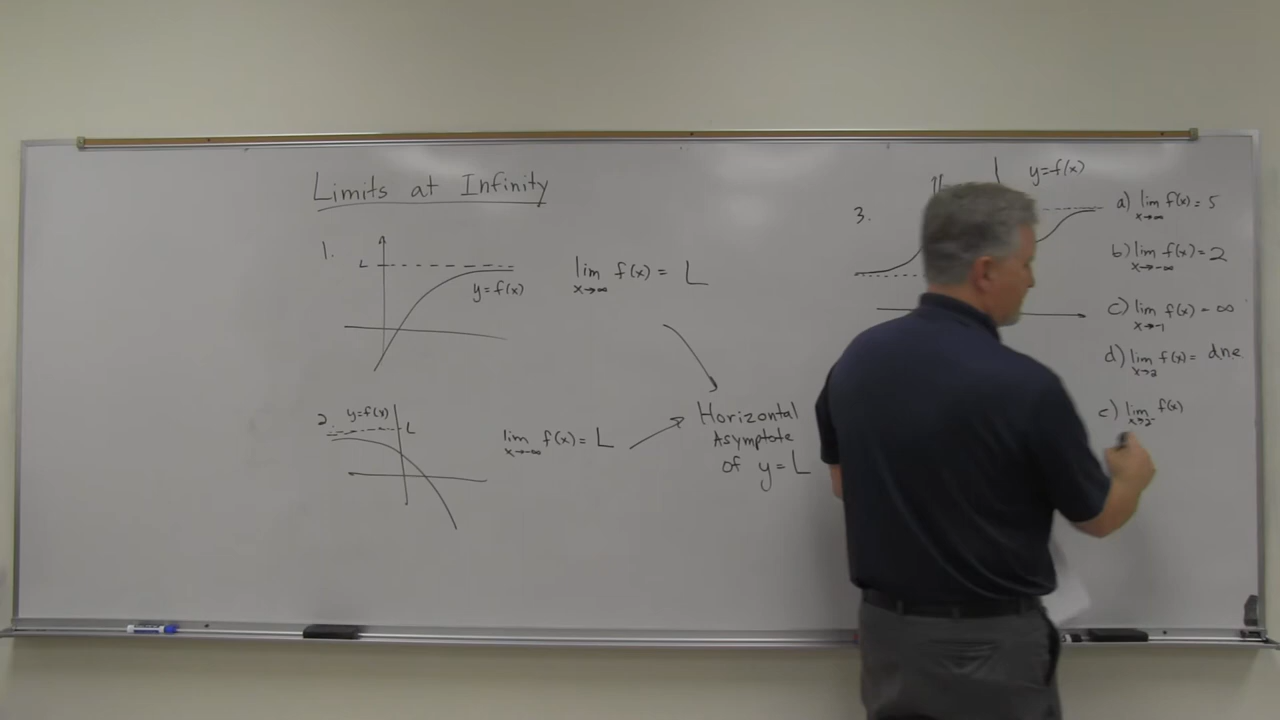 Limits at Infinity
1.
L
y=f(x)
lim f(x) = L
x→∞
2.
y=f(x)
L
lim f(x) = L
x→-∞
Horizontal
Asymptote
of y=L
3.
y=f(x)
a) lim f(x) = 5
x→∞
b) lim f(x) = 2
x→-∞
c) lim f(x) = ∞
x→-1
d) lim f(x) = dne
x→2
e) lim f(x)
x→2⁻